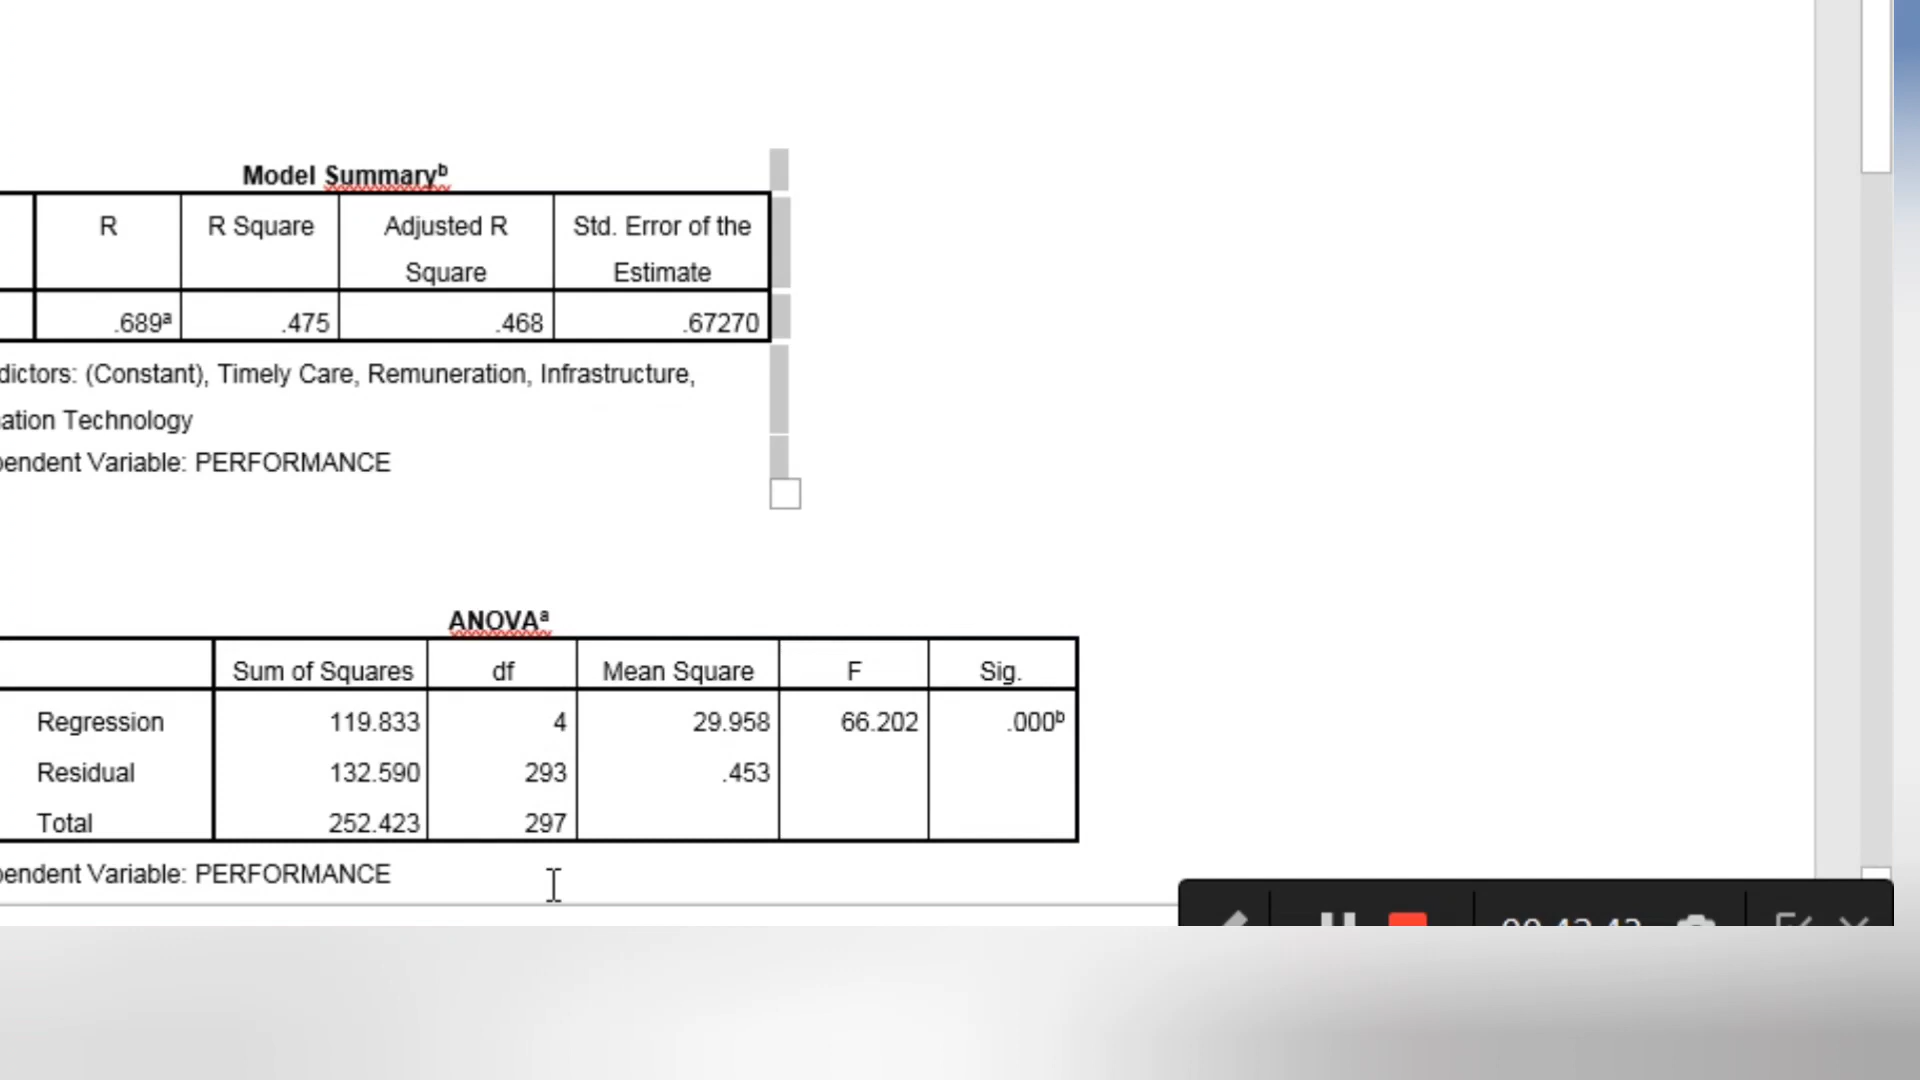 Model Summaryᵇ
R R Square Adjusted R Square Std. Error of the Estimate
.689ᵃ .475 .468 .67270
dictors: (Constant), Timely Care, Remuneration, Infrastructure,
ation Technology
pendent Variable: PERFORMANCE
ANOVAᵃ
Sum of Squares df Mean Square F Sig.
Regression 119.833 4 29.958 66.202 .000ᵇ
Residual 132.590 293 .453
Total 252.423 297
pendent Variable: PERFORMANCE